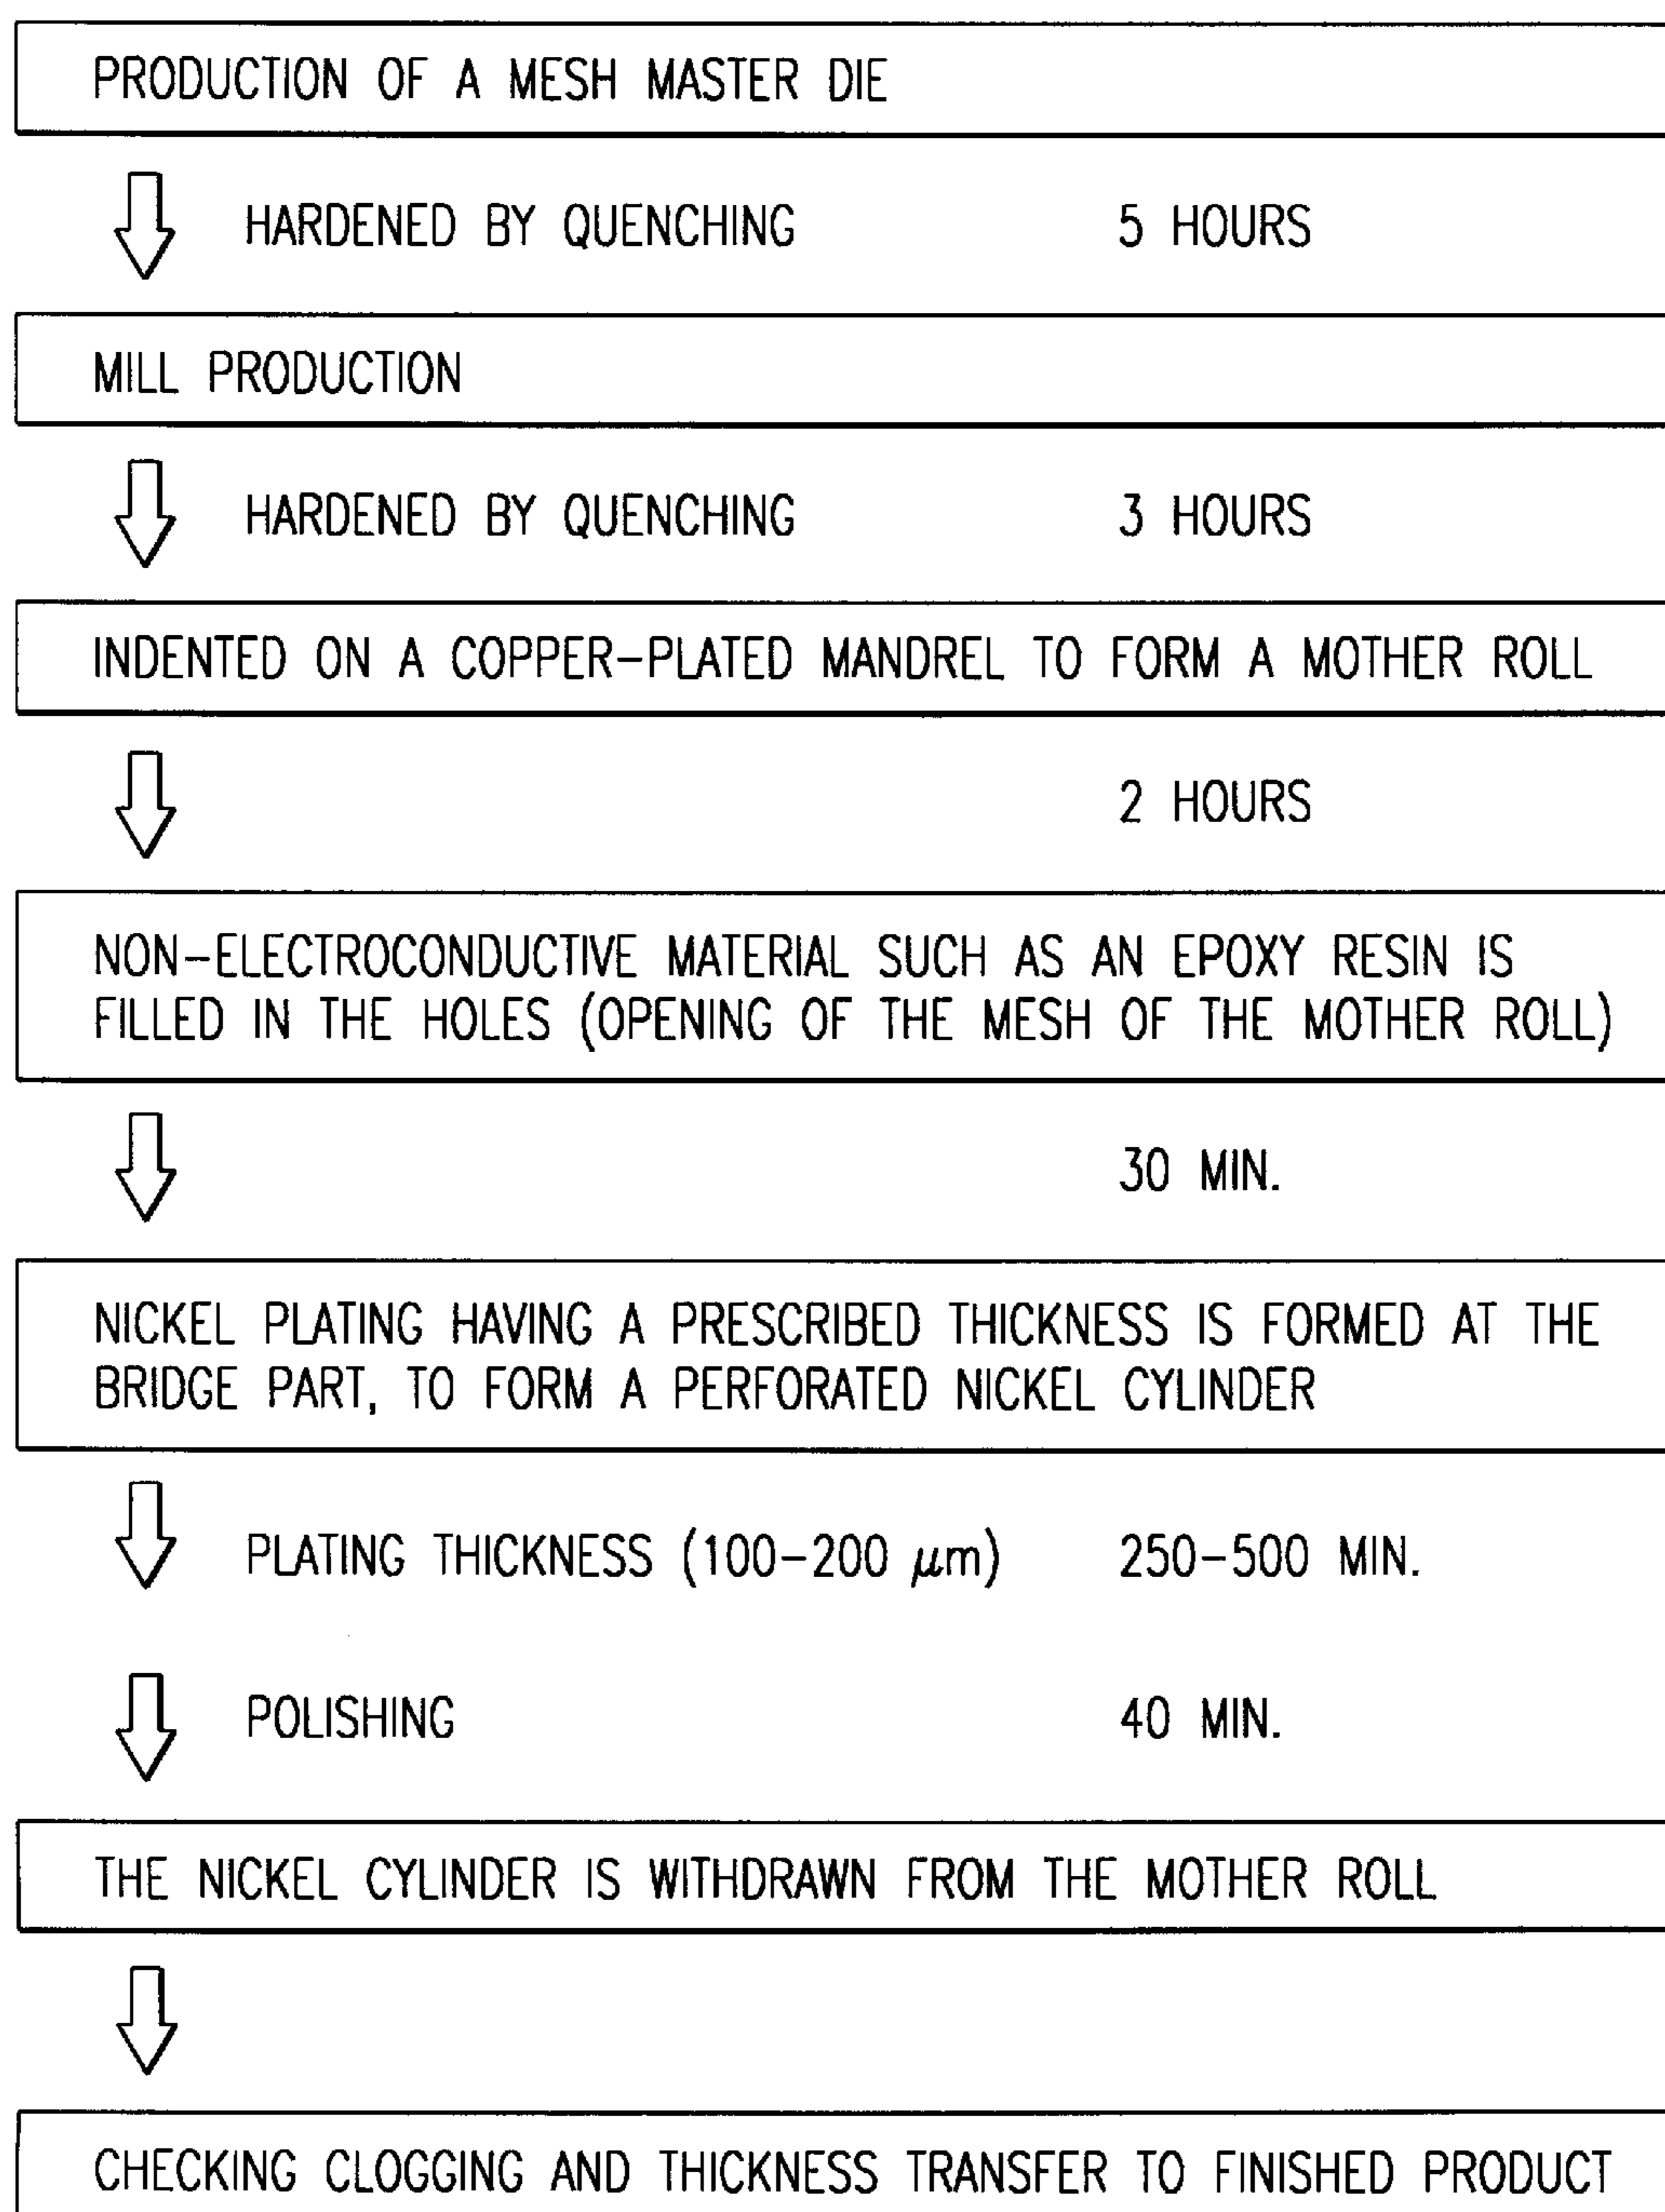 PRODUCTION OF A MESH MASTER DIE
HARDENED BY QUENCHING 5 HOURS
MILL PRODUCTION
HARDENED BY QUENCHING 3 HOURS
INDENTED ON A COPPER-PLATED MANDREL TO FORM A MOTHER ROLL
2 HOURS
NON-ELECTROCONDUCTIVE MATERIAL SUCH AS AN EPOXY RESIN IS
FILLED IN THE HOLES (OPENING OF THE MESH OF THE MOTHER ROLL)
30 MIN.
NICKEL PLATING HAVING A PRESCRIBED THICKNESS IS FORMED AT THE
BRIDGE PART, TO FORM A PERFORATED NICKEL CYLINDER
PLATING THICKNESS (100-200 μm) 250-500 MIN.
POLISHING 40 MIN.
THE NICKEL CYLINDER IS WITHDRAWN FROM THE MOTHER ROLL
CHECKING CLOGGING AND THICKNESS TRANSFER TO FINISHED PRODUCT